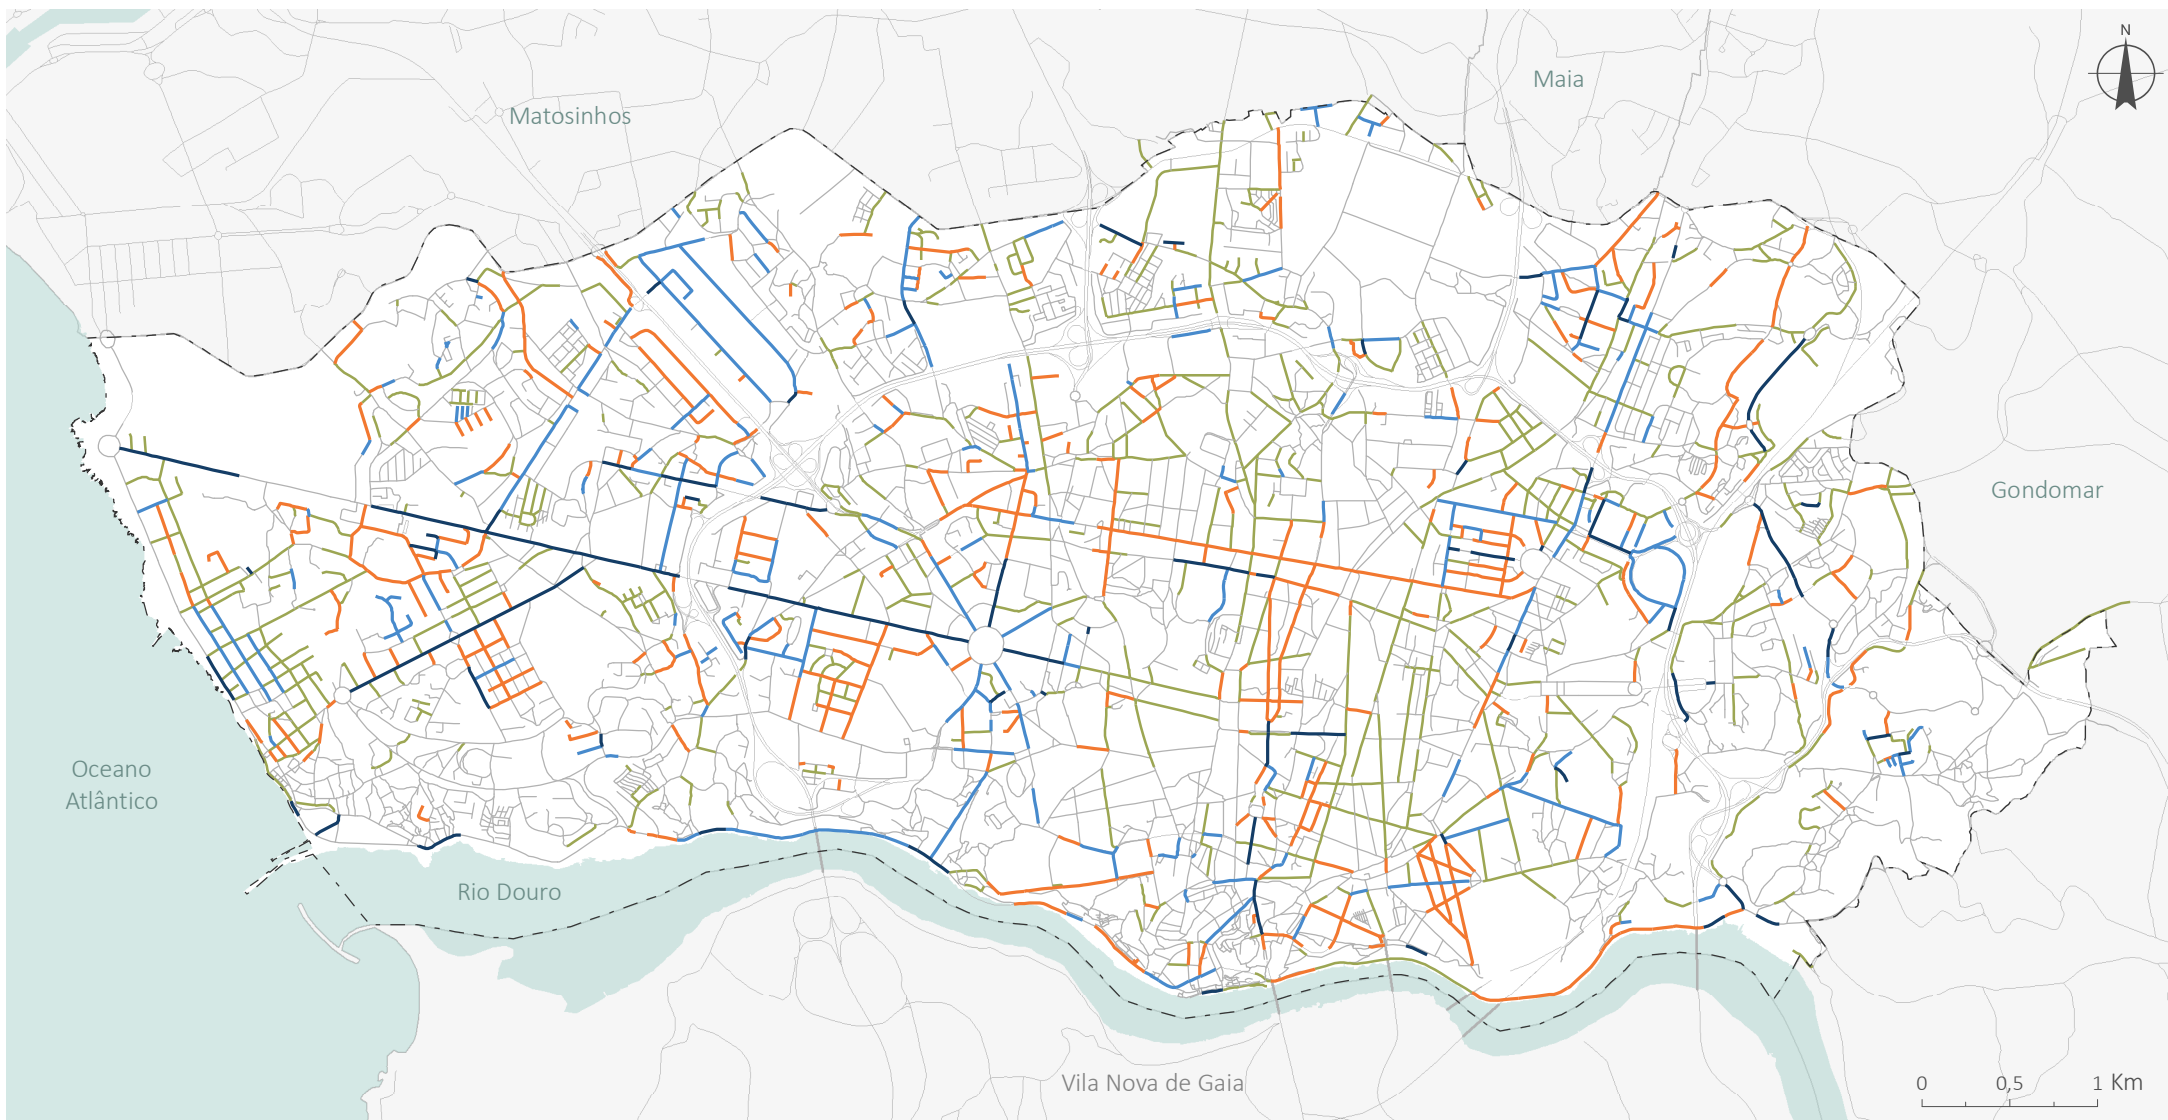 N
Maia
Matosinhos
Gondomar
Oceano
Atlântico
Rio Douro
Vila Nova de Gaia
0 0,5 1 Km